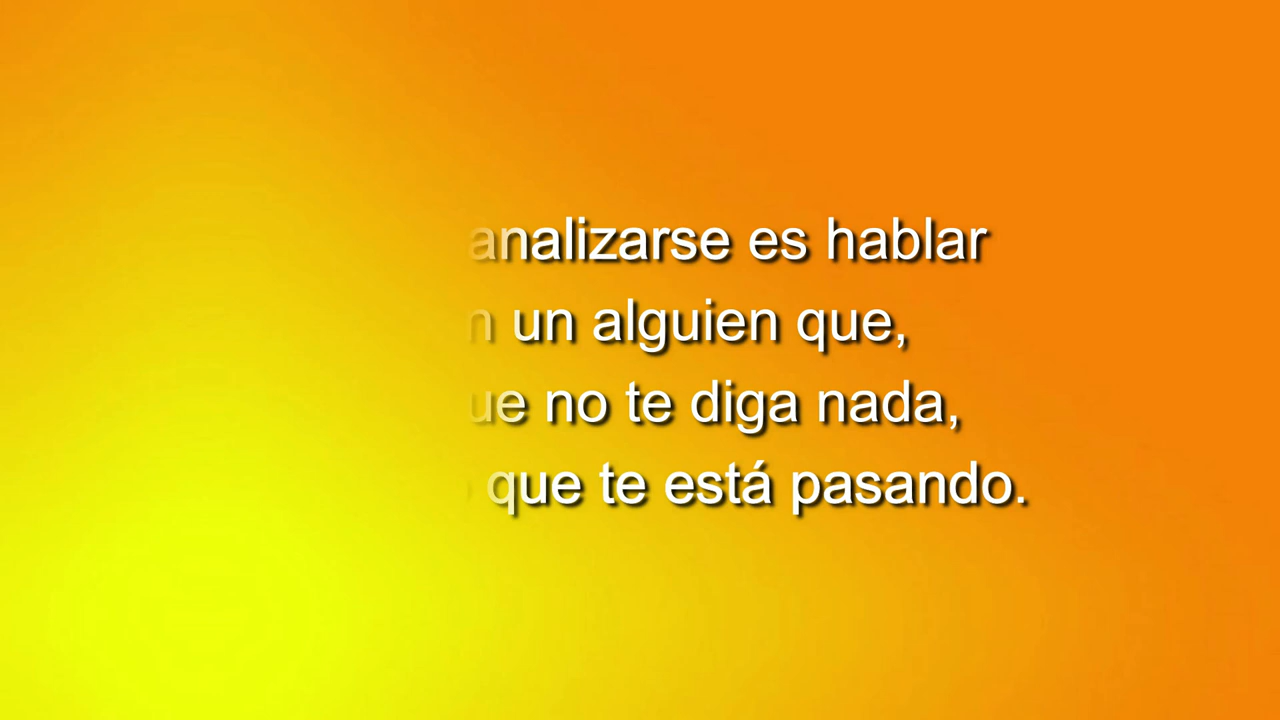 analizarse es hablar
un alguien que,
no te diga nada,
que te está pasando.